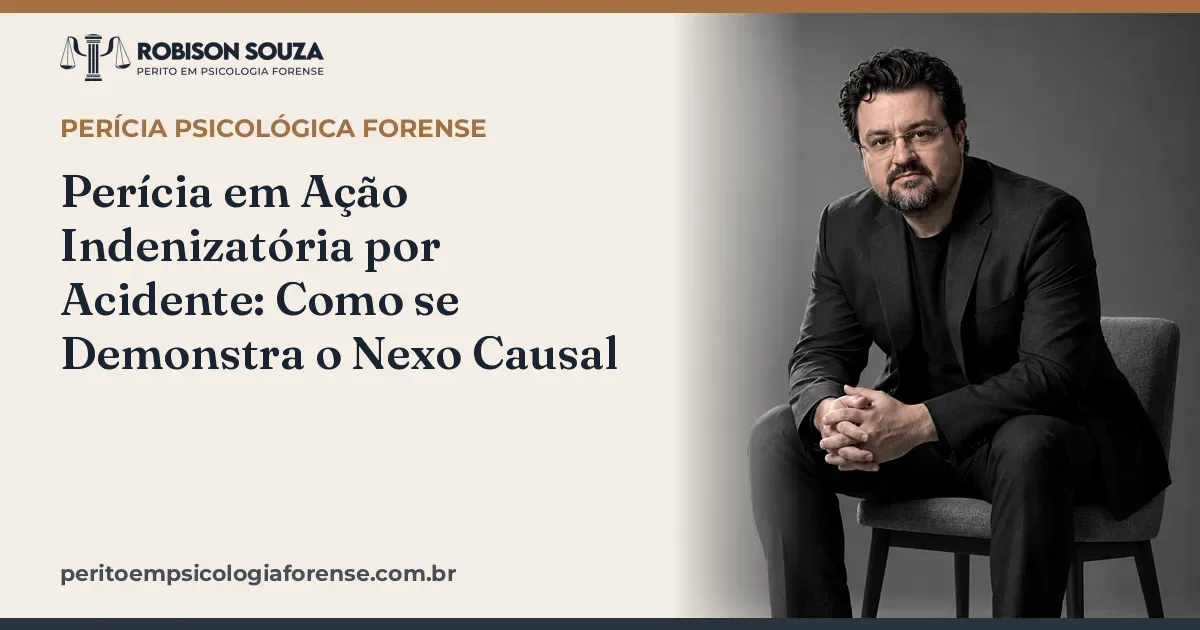 ROBISON SOUZA
PERITO EM PSICOLOGIA FORENSE
PERÍCIA PSICOLÓGICA FORENSE
Perícia em Ação
Indenizatória por
Acidente: Como se
Demonstra o Nexo Causal
peritoempsicologiaforense.com.br